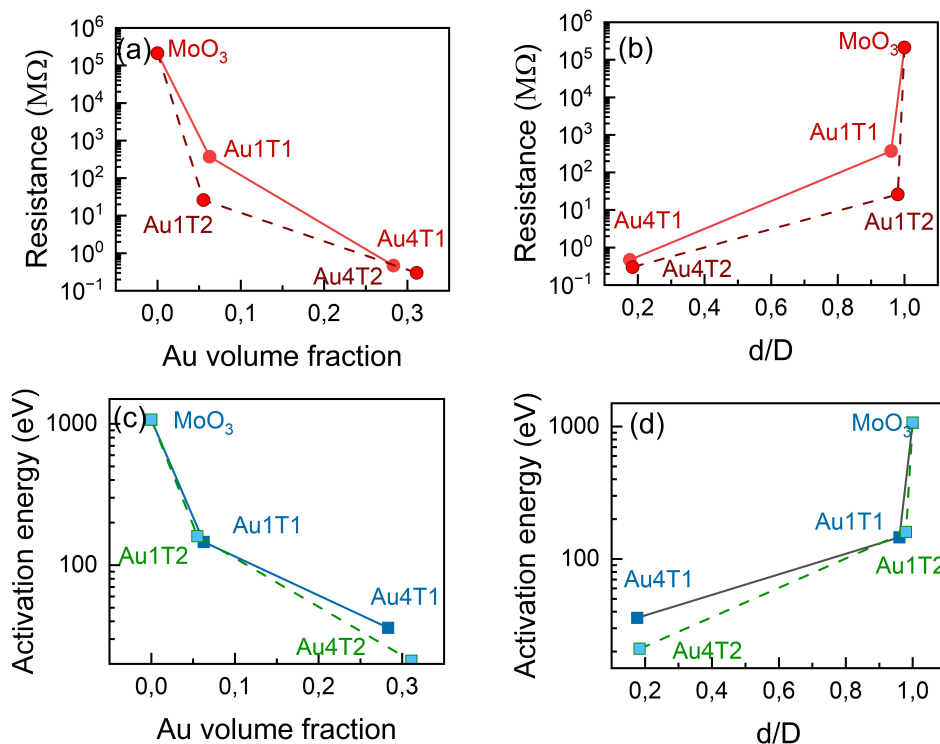 (a)
Resistance (MΩ)
10⁶
10⁵
10⁴
10³
10²
10¹
10⁰
10⁻¹
MoO₃
Au1T1
Au1T2
Au4T1
Au4T2
0,0 0,1 0,2 0,3
Au volume fraction
(b)
Resistance (MΩ)
10⁶
10⁵
10⁴
10³
10²
10¹
10⁰
10⁻¹
MoO₃
Au1T1
Au1T2
Au4T1
Au4T2
0,2 0,4 0,6 0,8 1,0
d/D
(c)
Activation energy (eV)
1000
100
MoO₃
Au1T1
Au1T2
Au4T1
Au4T2
0,0 0,1 0,2 0,3
Au volume fraction
(d)
Activation energy (eV)
1000
100
MoO₃
Au1T1
Au1T2
Au4T1
Au4T2
0,2 0,4 0,6 0,8 1,0
d/D